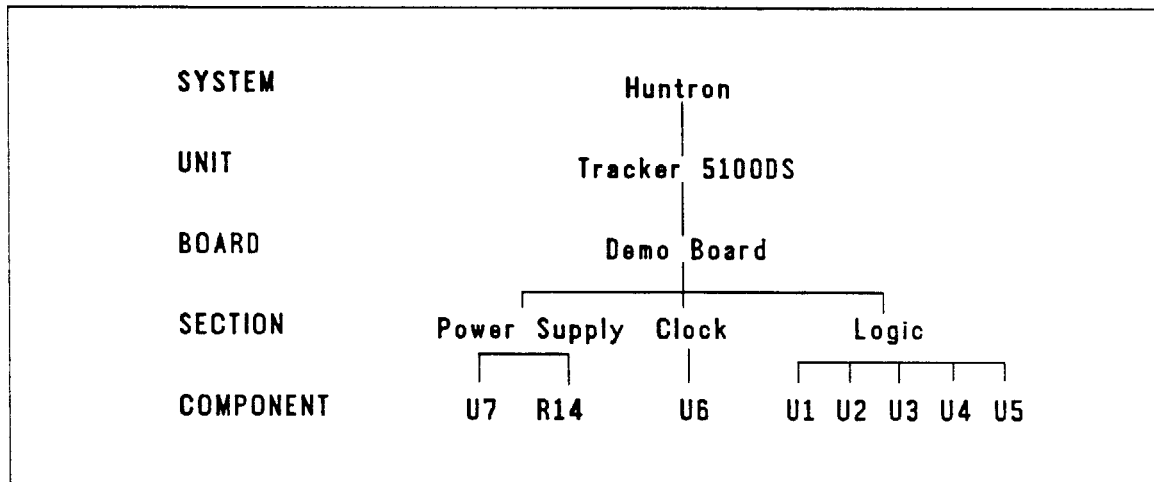 SYSTEM Huntron
UNIT Tracker 5100DS
BOARD Demo Board
SECTION Power Supply Clock Logic
COMPONENT U7 R14 U6 U1 U2 U3 U4 U5